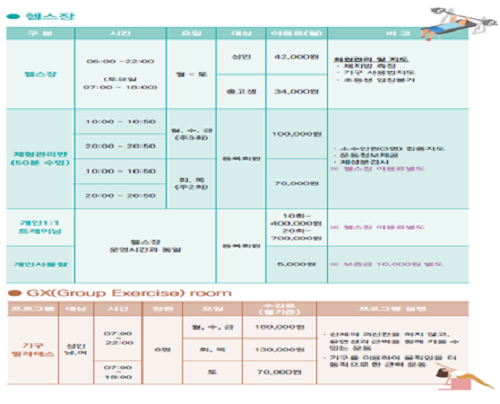 헬스장
구 분 시간 요일 대상 이용료(월) 비 고
헬스장
06:00 ~22:00
(토요일
07:00 ~ 18:00)
월 ~ 토
성인 42,000원
중고생 34,000원
회원관리 및 지도
· 체지방 측정
· 기구 사용법지도
· 초등생 입장불가
체형관리반
(50분 수업)
10:00 ~ 10:50
20:00 ~ 20:50
월, 수, 금
(주3회)
100,000원
10:00 ~ 10:50
20:00 ~ 20:50
화, 목
(주2회)
70,000원
등록회원
· 소수인원(3명) 집중지도
· 운동정보제공
· 체성분검사
※ 헬스장 이용료별도
개인1:1
트레이닝
헬스장
운영시간과 동일
등록회원
10회-
400,000원
20회-
700,000원
※ 헬스장 이용료별도
개인사물함
5,000원
※ 보증금 10,000원 별도
GX(Group Exercise) room
프로그램 대상 시간 정원 요일 수강료
(월기준)
프로그램 설명
기구
필라테스
성인
남,여
07:00
~
22:00
07:00
~
18:00
6명
월, 수, 금 180,000원
화, 목 130,000원
토 70,000원
· 신체의 과신전을 하지 않고,
유연성과 근력을 함께 키울 수
있는 운동
· 기구를 이용하여 움직임을 더
동적으로 한 근력 운동